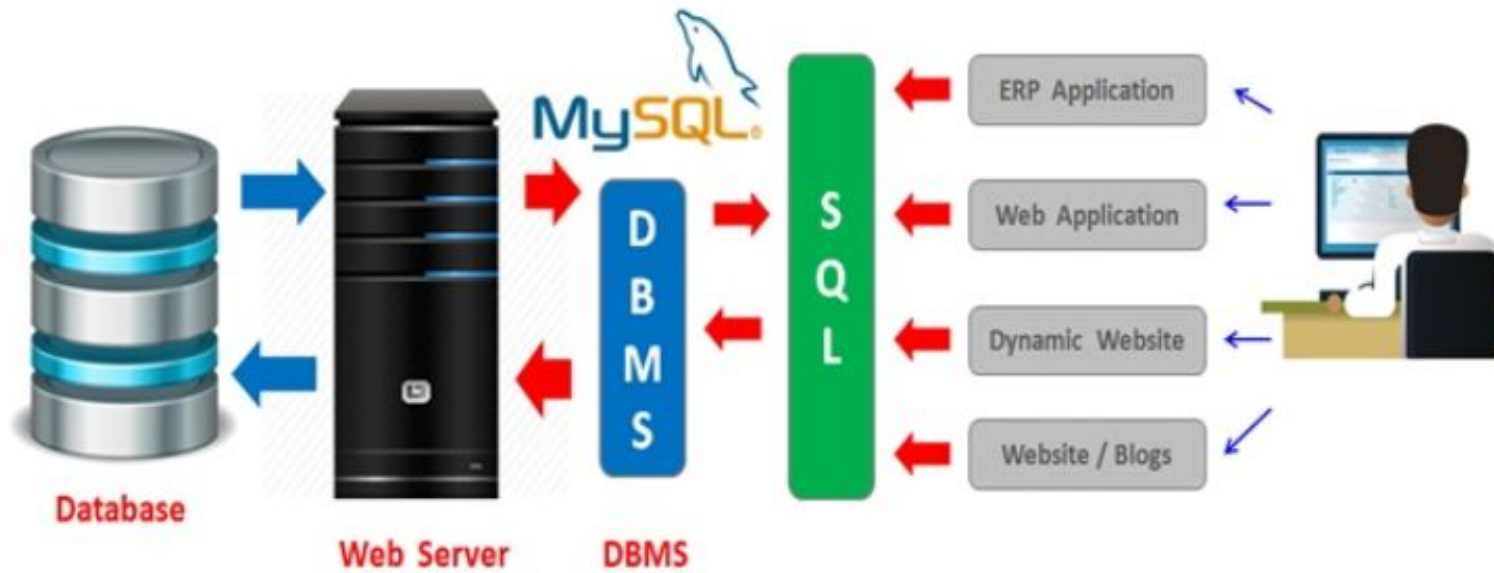 MySQL®
ERP Application
Web Application
Dynamic Website
Website / Blogs
D
B
M
S
S
Q
L
Database
Web Server
DBMS